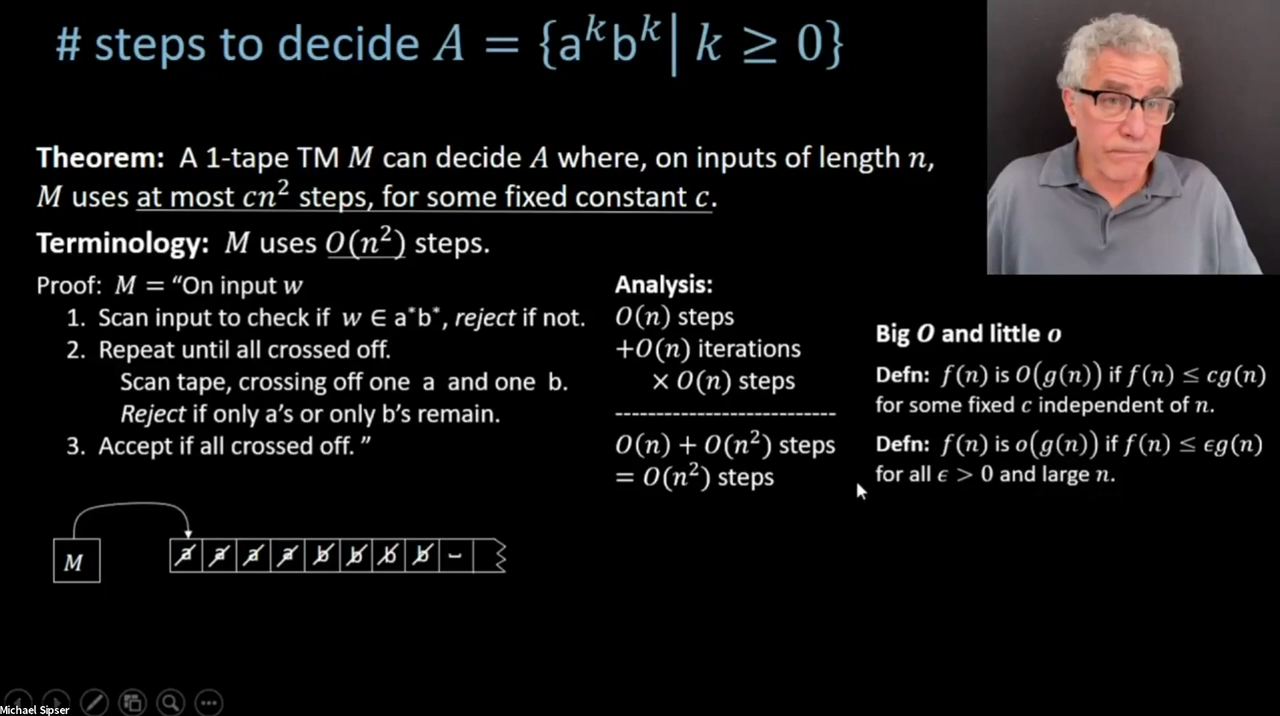 # steps to decide A = {aᵏbᵏ| k ≥ 0}
Theorem: A 1-tape TM M can decide A where, on inputs of length n,
M uses at most cn² steps, for some fixed constant c.
Terminology: M uses O(n²) steps.
Proof: M = “On input w
1. Scan input to check if w ∈ a*b*, reject if not.
2. Repeat until all crossed off.
Scan tape, crossing off one a and one b.
Reject if only a's or only b's remain.
3. Accept if all crossed off.”
Analysis:
O(n) steps
+O(n) iterations
× O(n) steps
---------------------------
O(n) + O(n²) steps
= O(n²) steps
Big O and little o
Defn: f(n) is O(g(n)) if f(n) ≤ cg(n)
for some fixed c independent of n.
Defn: f(n) is o(g(n)) if f(n) ≤ ϵg(n)
for all ϵ > 0 and large n.
M
a a a a b b b b ˽
Michael Sipser